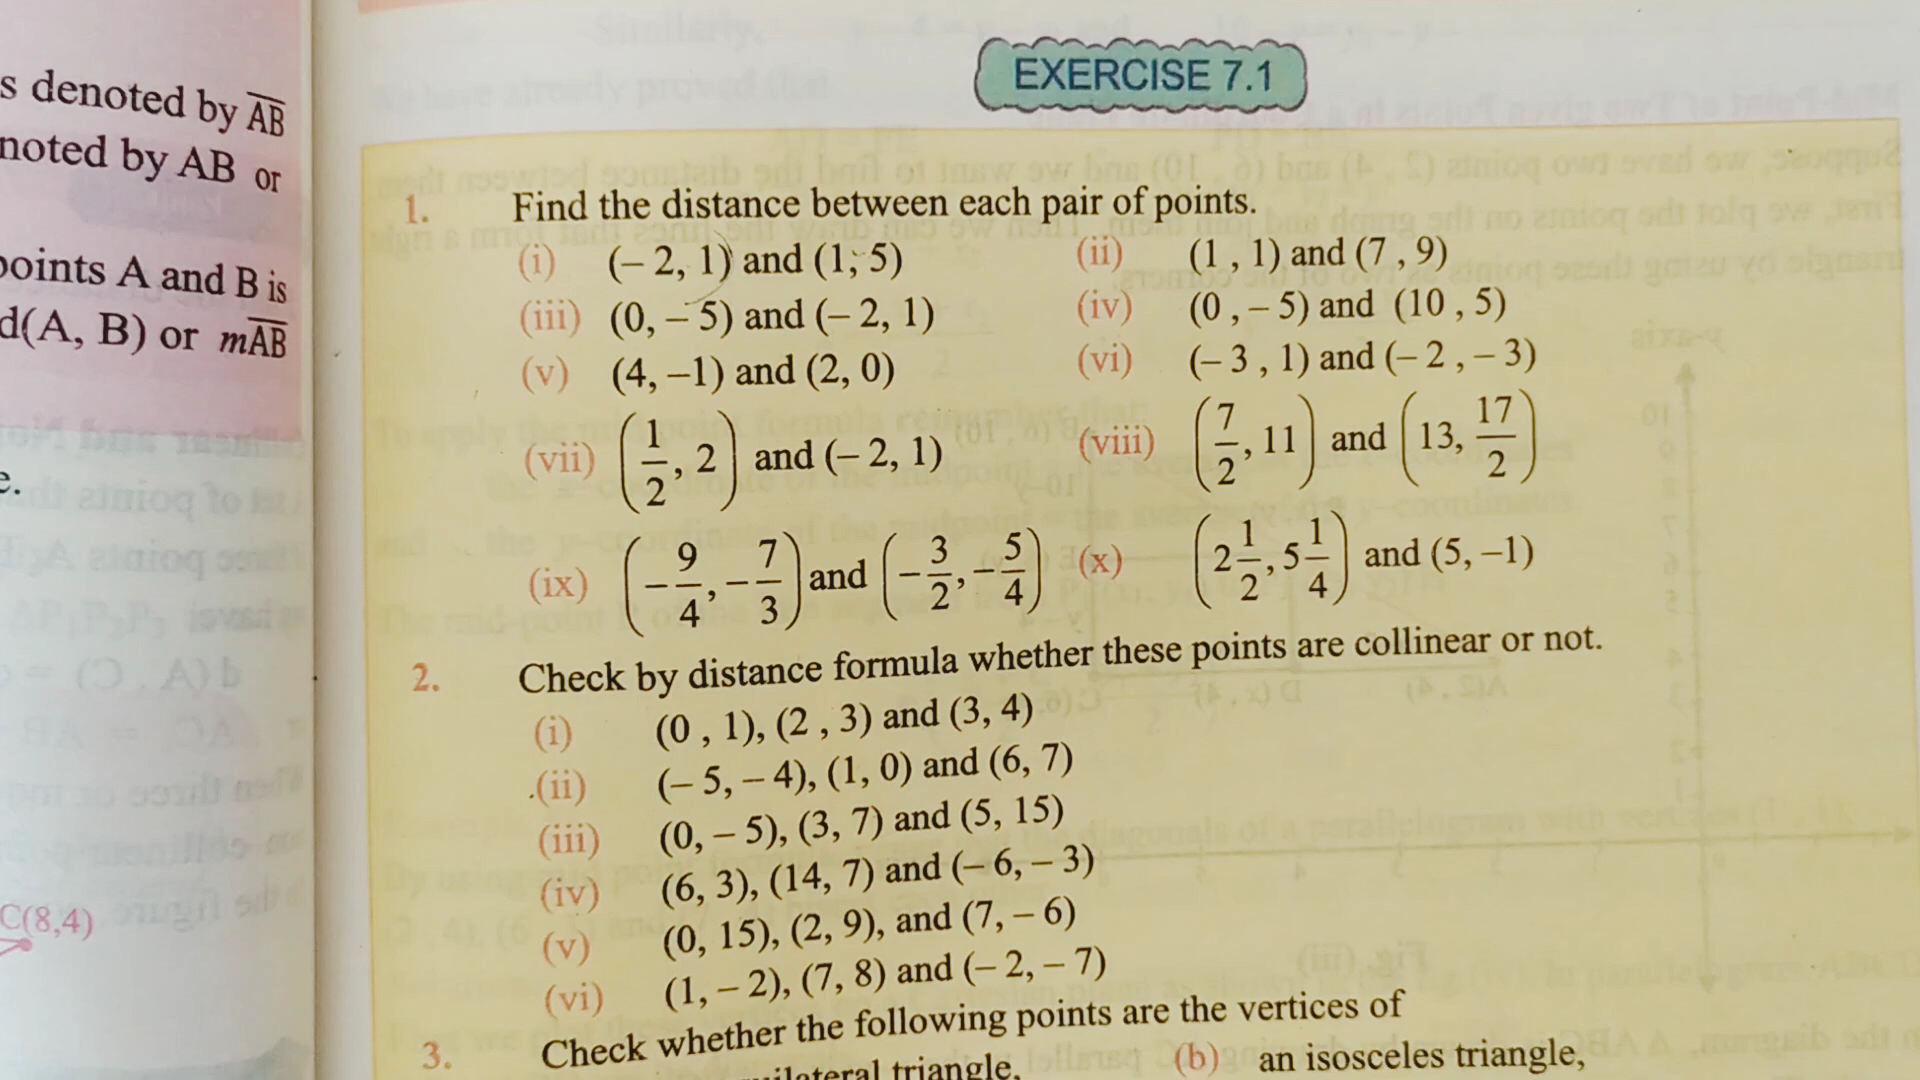 s denoted by AB
noted by AB or
points A and B is
d(A, B) or mAB
e.
C(8,4)
EXERCISE 7.1
1. Find the distance between each pair of points.
(i) (– 2, 1) and (1, 5) (ii) (1 , 1) and (7 , 9)
(iii) (0, – 5) and (– 2, 1) (iv) (0 , – 5) and (10 , 5)
(v) (4, –1) and (2, 0) (vi) (– 3 , 1) and (– 2 , – 3)
(vii) (1/2, 2) and (– 2, 1) (viii) (7/2, 11) and (13, 17/2)
(ix) (–9/4, –7/3) and (–3/2, –5/4) (x) (2 1/2, 5 1/4) and (5, –1)
2. Check by distance formula whether these points are collinear or not.
(i) (0 , 1), (2 , 3) and (3, 4)
(ii) (– 5, – 4), (1, 0) and (6, 7)
(iii) (0, – 5), (3, 7) and (5, 15)
(iv) (6, 3), (14, 7) and (– 6, – 3)
(v) (0, 15), (2, 9), and (7, – 6)
(vi) (1, – 2), (7, 8) and (– 2, – 7)
3. Check whether the following points are the vertices of
triangle, (b) an isosceles triangle,